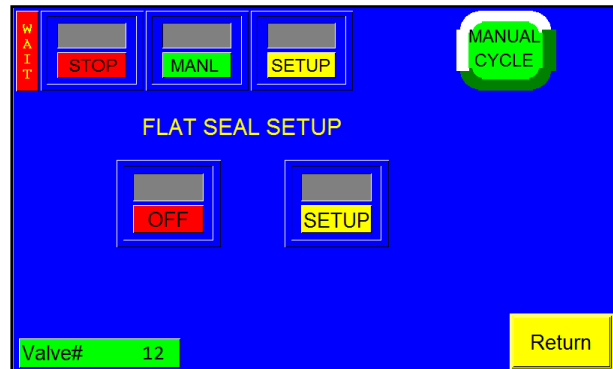 WAIT
STOP
MANL
SETUP
MANUAL
CYCLE
FLAT SEAL SETUP
OFF
SETUP
Valve# 12
Return